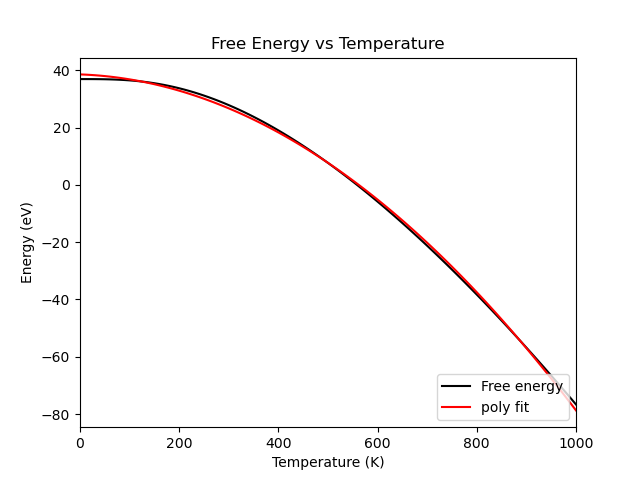 Free Energy vs Temperature
Energy (eV)
40
20
0
−20
−40
−60
−80
0 200 400 600 800 1000
Temperature (K)
Free energy
poly fit